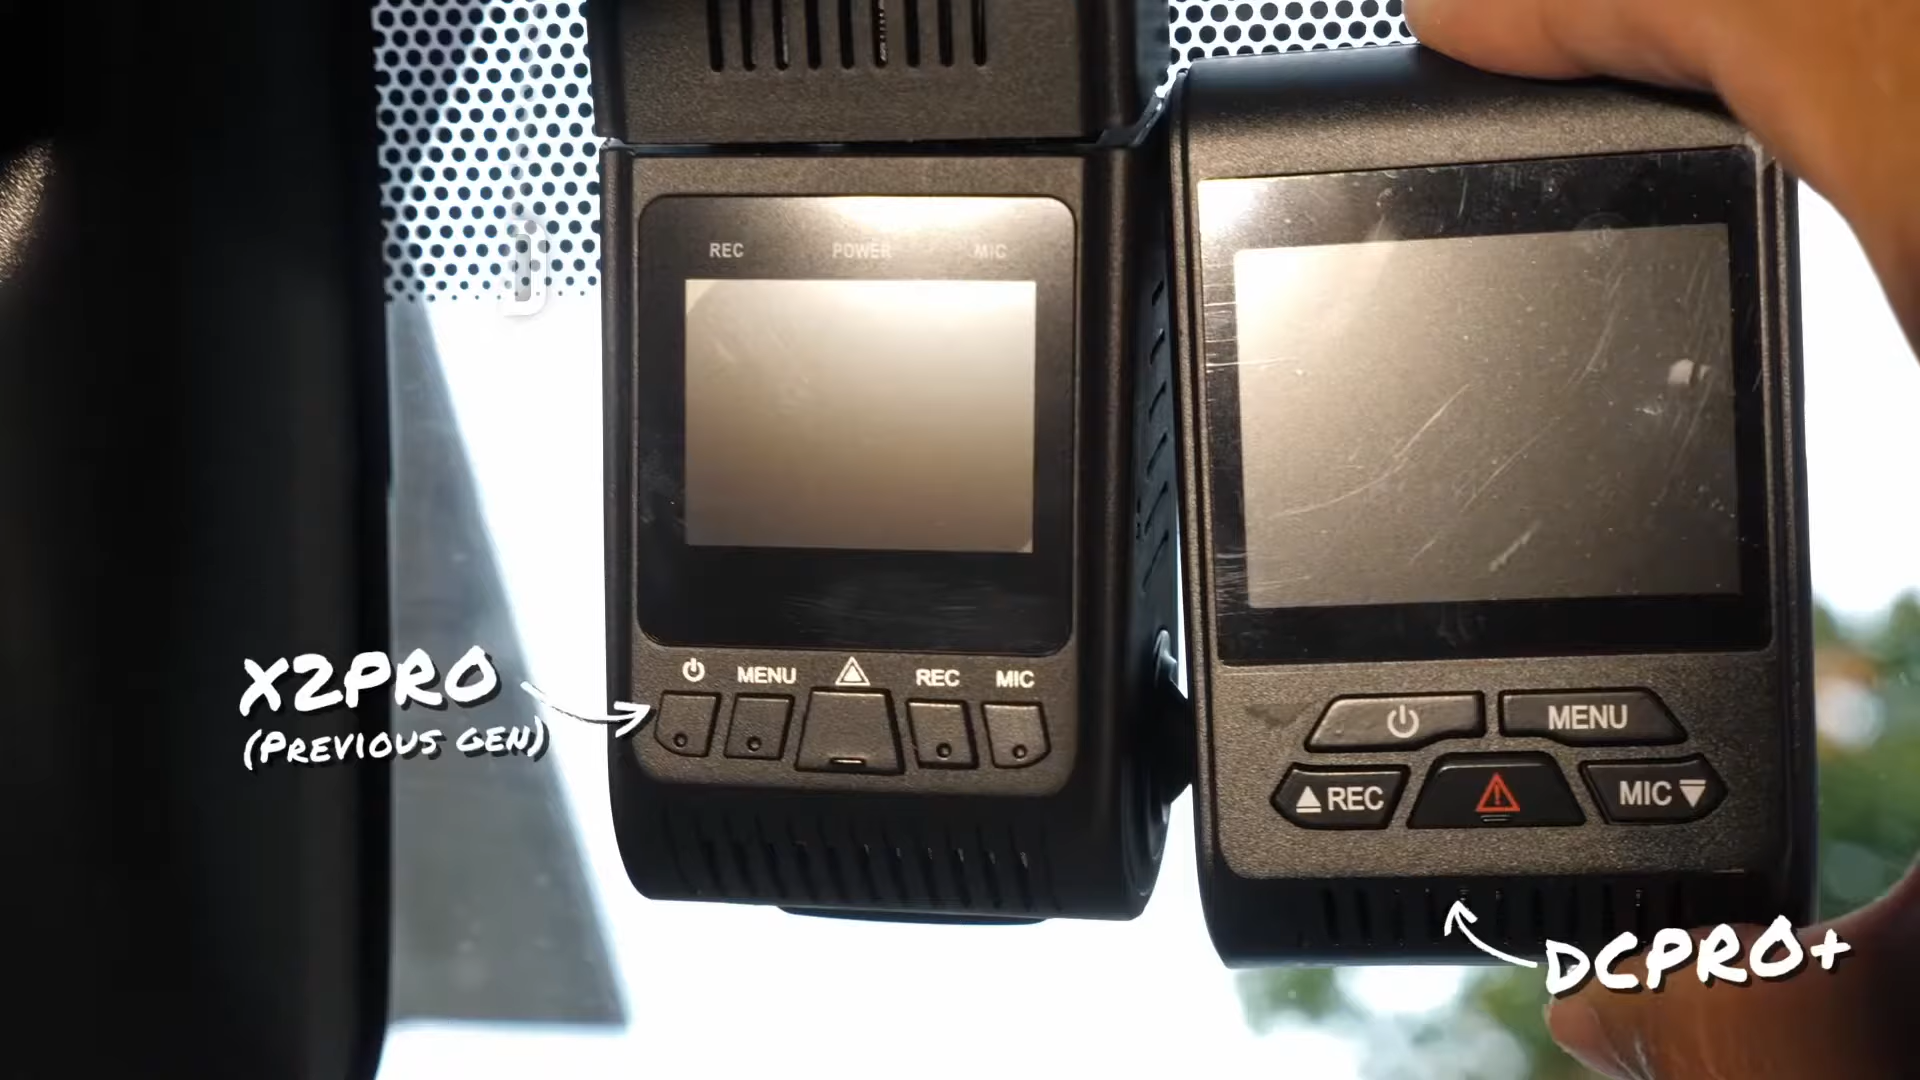 REC POWER MIC
MENU REC MIC
X2PRO
(PREVIOUS GEN)
MENU
REC MIC
DCPRO+